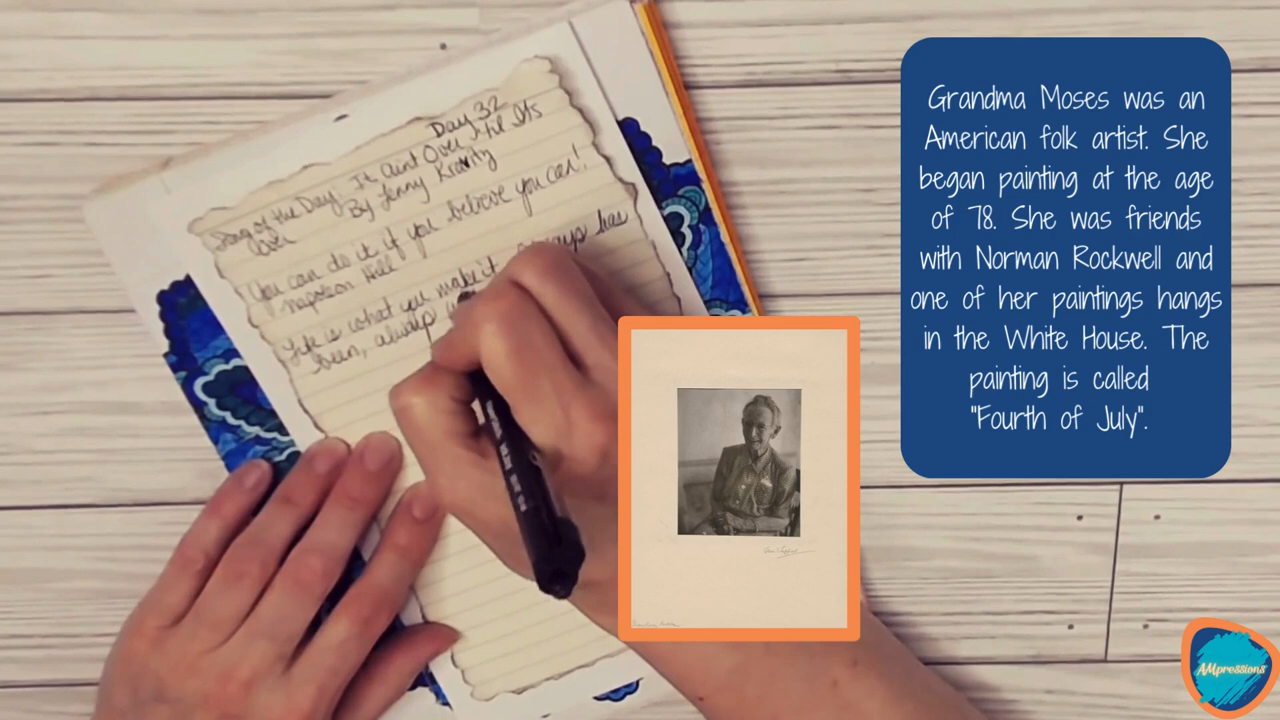 Day 32
Song of the Day: It Aint Over 'til Its
Over By Lenny Kravitz
You can do it if you believe you can!
Napoleon Hill
Life is what you make it, always has
been, always
Grandma Moses was an
American folk artist. She
began painting at the age
of 78. She was friends
with Norman Rockwell and
one of her paintings hangs
in the White House. The
painting is called
"Fourth of July".
AMpressions